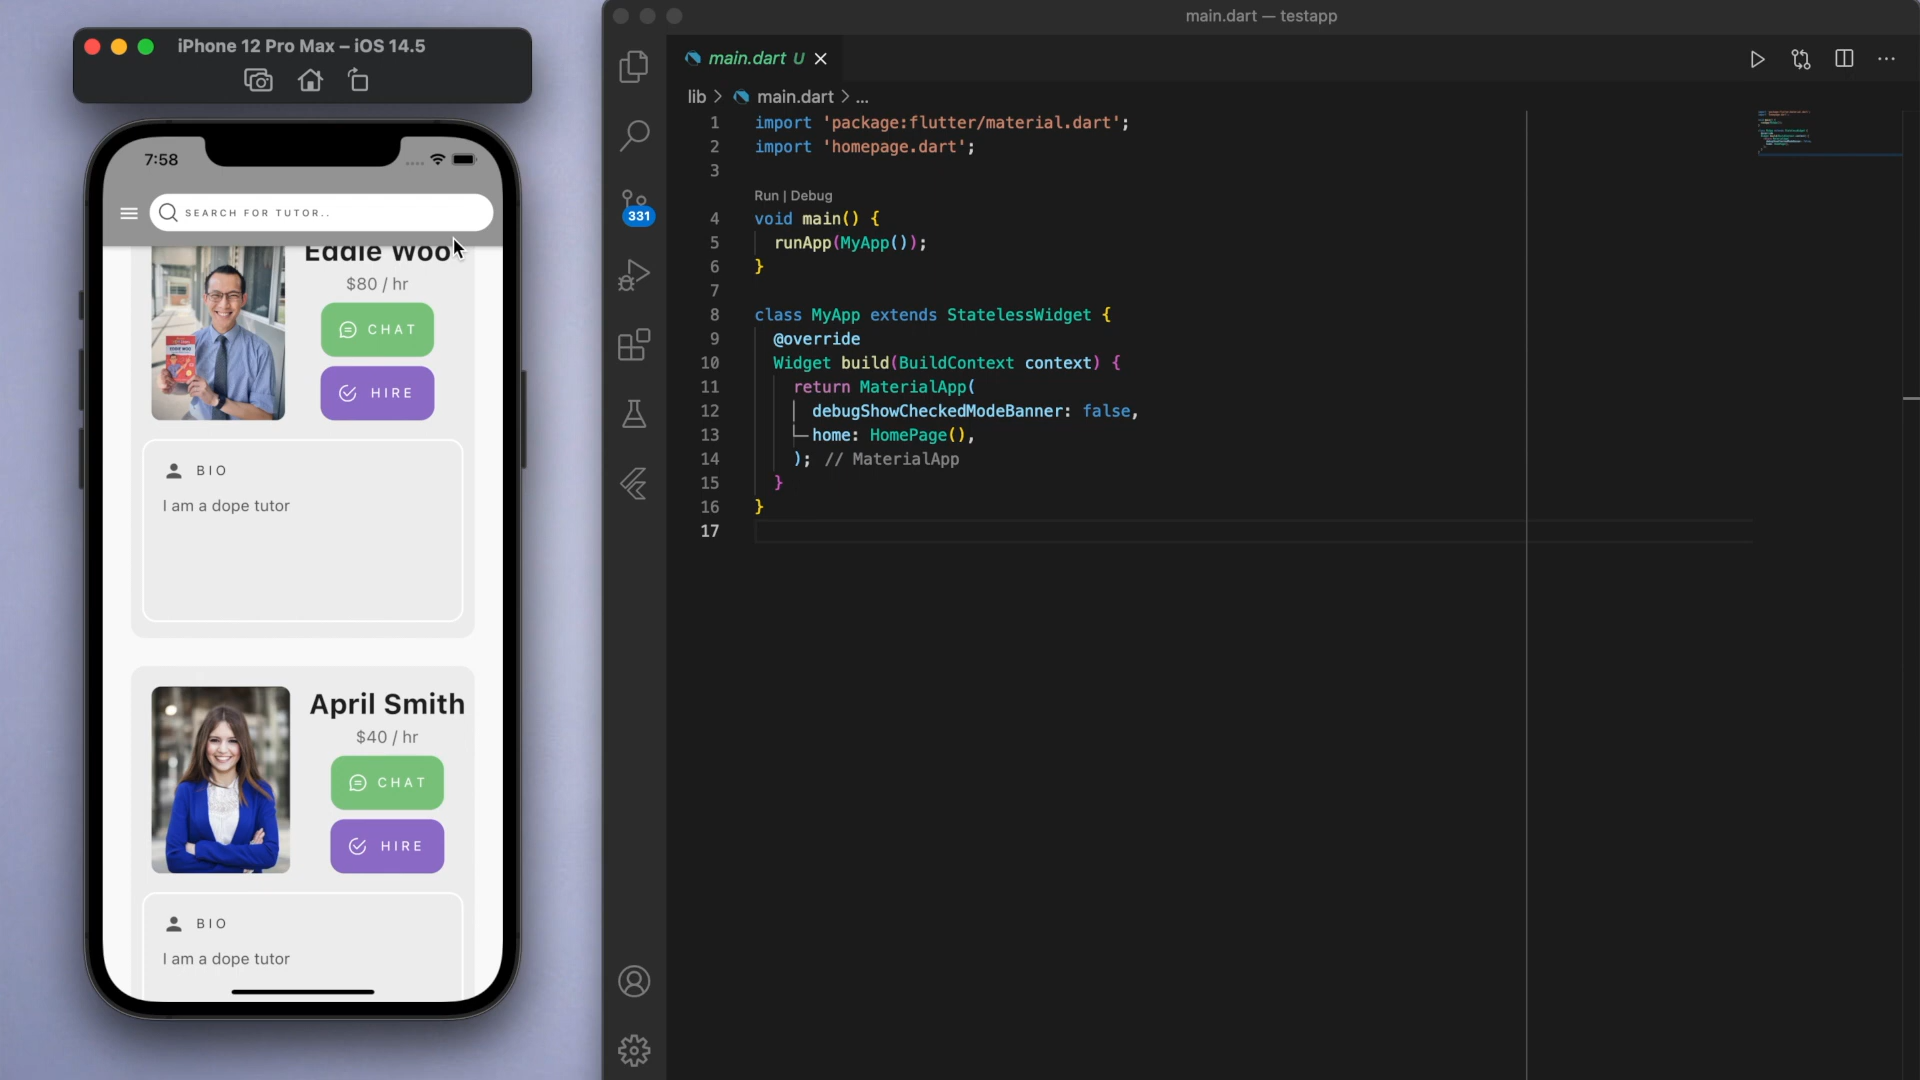 iPhone 12 Pro Max – iOS 14.5
7:58
SEARCH FOR TUTOR..
Eddie Woo
$80 / hr
CHAT
HIRE
EDDIE WOO
BIO
I am a dope tutor
April Smith
$40 / hr
CHAT
HIRE
BIO
I am a dope tutor
main.dart — testapp
main.dart U
lib > main.dart > ...
331
1 import 'package:flutter/material.dart';
2 import 'homepage.dart';
3
Run | Debug
4 void main() {
5 runApp(MyApp());
6 }
7
8 class MyApp extends StatelessWidget {
9 @override
10 Widget build(BuildContext context) {
11 return MaterialApp(
12 debugShowCheckedModeBanner: false,
13 home: HomePage(),
14 ); // MaterialApp
15 }
16 }
17